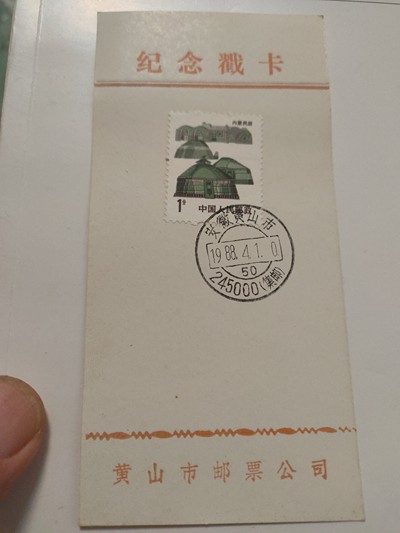 纪念戳卡
内蒙民居
1分
中国人民邮政
安徽黄山市
1988.4.1.0
50
245000(集邮)
黄山市邮票公司